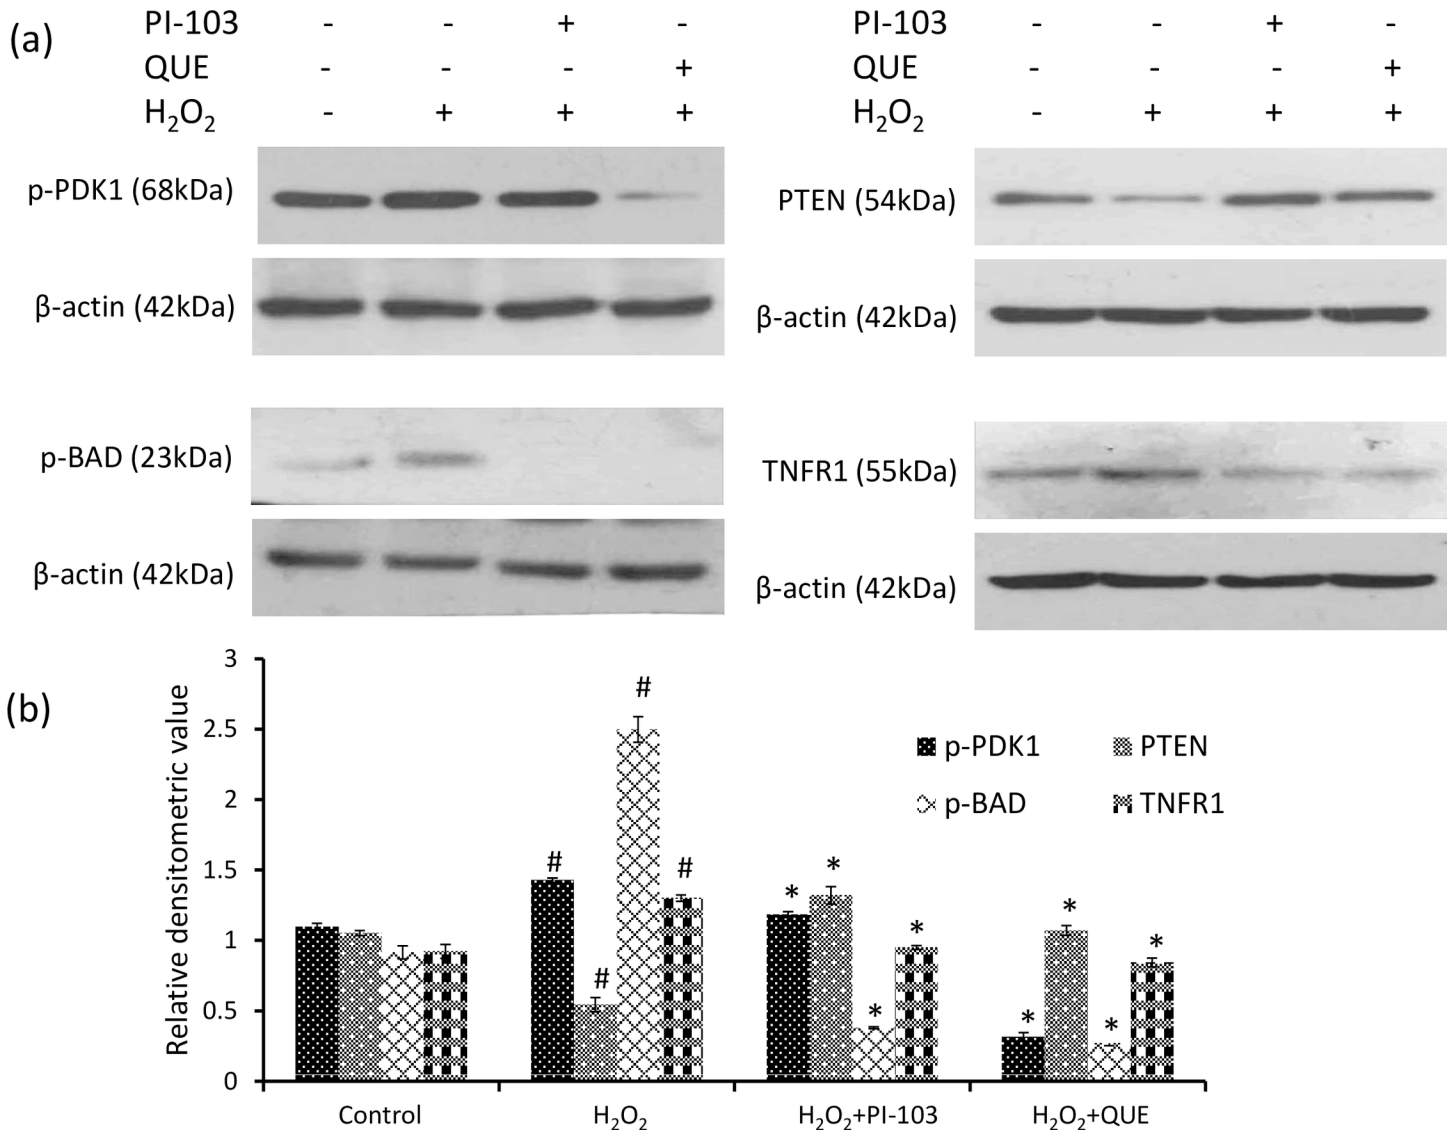 (a)
PI-103 - - + - PI-103 - - + -
QUE - - - + QUE - - - +
H₂O₂ - + + + H₂O₂ - + + +
p-PDK1 (68kDa) PTEN (54kDa)
β-actin (42kDa) β-actin (42kDa)
p-BAD (23kDa) TNFR1 (55kDa)
β-actin (42kDa) β-actin (42kDa)
(b)
Relative densitometric value
3
2.5
2
1.5
1
0.5
0
# # # #
* * * *
* * * *
p-PDK1 PTEN
p-BAD TNFR1
Control H₂O₂ H₂O₂+PI-103 H₂O₂+QUE